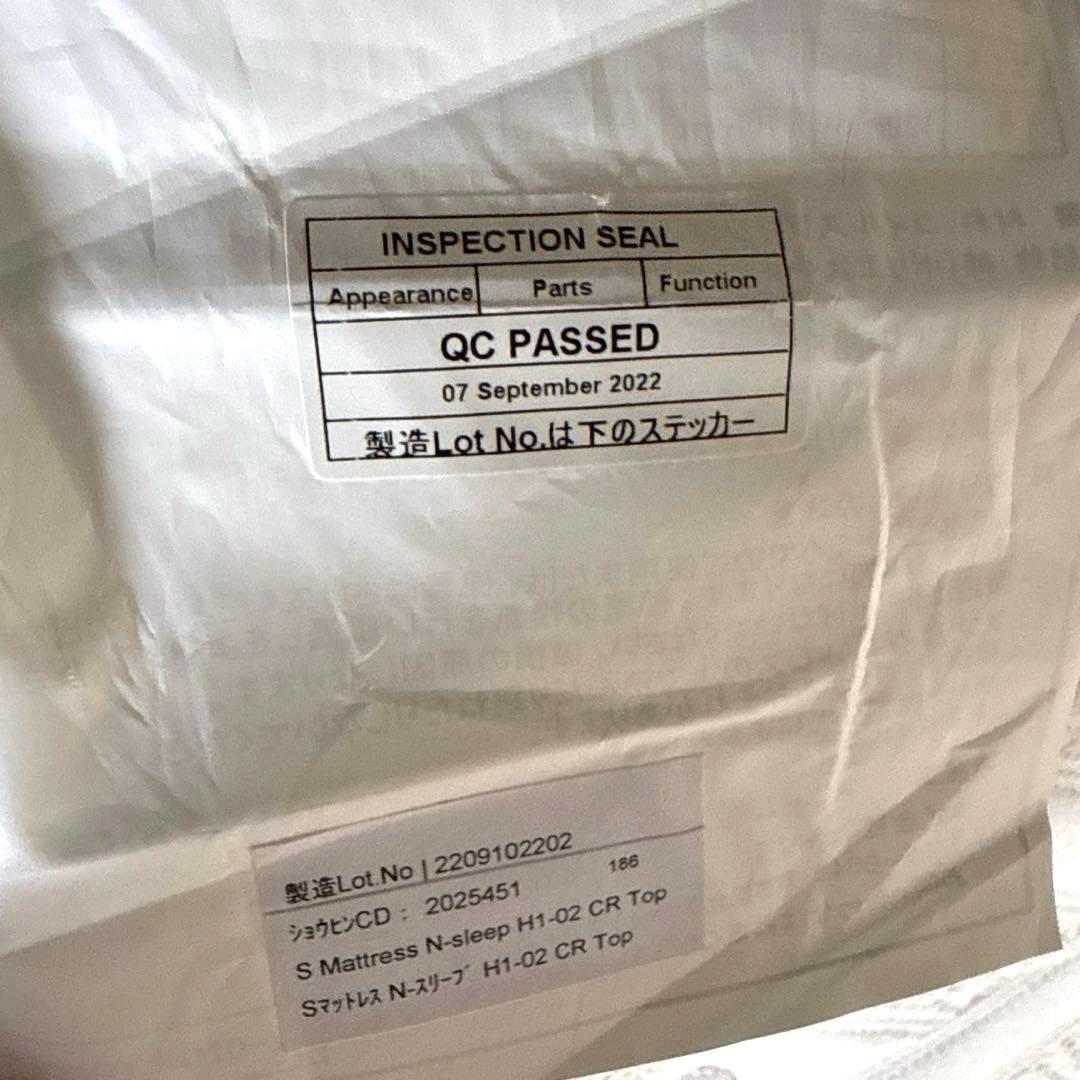 INSPECTION SEAL
Appearance Parts Function
QC PASSED
07 September 2022
製造Lot No.は下のステッカー
製造Lot.No | 2209102202
186
ｼｮｳﾋﾝCD : 2025451
S Mattress N-sleep H1-02 CR Top
Sﾏｯﾄﾚｽ N-ｽﾘｰﾌﾟ H1-02 CR Top